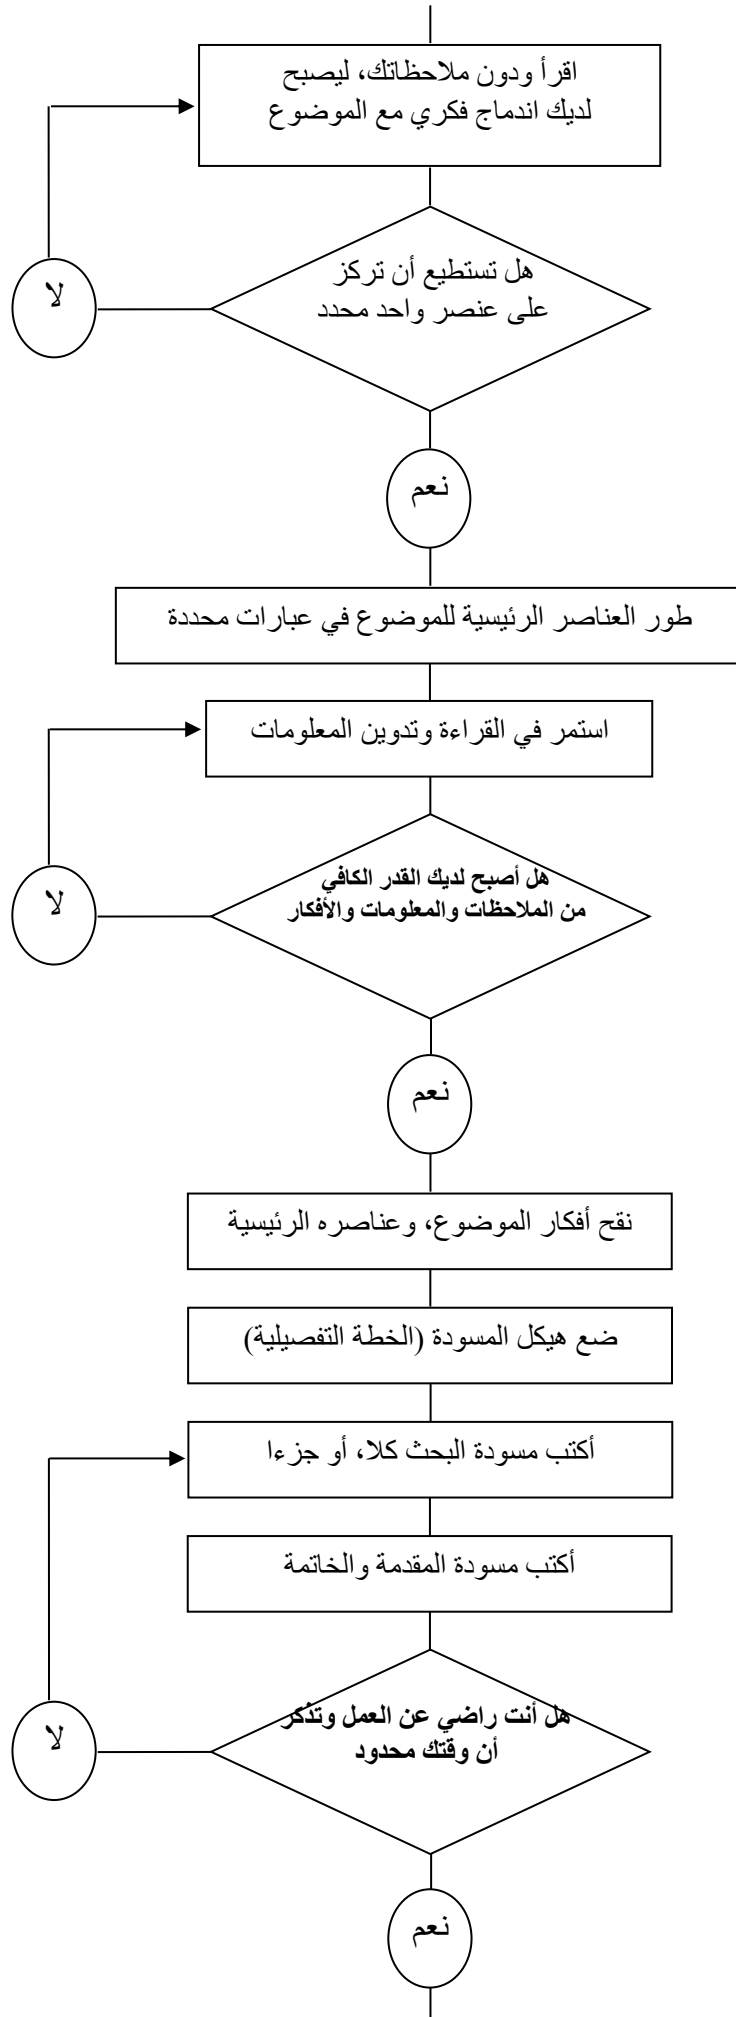 اقرأ ودون ملاحظاتك، ليصبح
لديك اندماج فكري مع الموضوع
هل تستطيع أن تركز
على عنصر واحد محدد
لا
نعم
طور العناصر الرئيسية للموضوع في عبارات محددة
استمر في القراءة وتدوين المعلومات
هل أصبح لديك القدر الكافي
من الملاحظات والمعلومات والأفكار
لا
نعم
نقح أفكار الموضوع، وعناصره الرئيسية
ضع هيكل المسودة (الخطة التفصيلية)
أكتب مسودة البحث كلا، أو جزءا
أكتب مسودة المقدمة والخاتمة
هل أنت راضي عن العمل وتذكر
أن وقتك محدود
لا
نعم